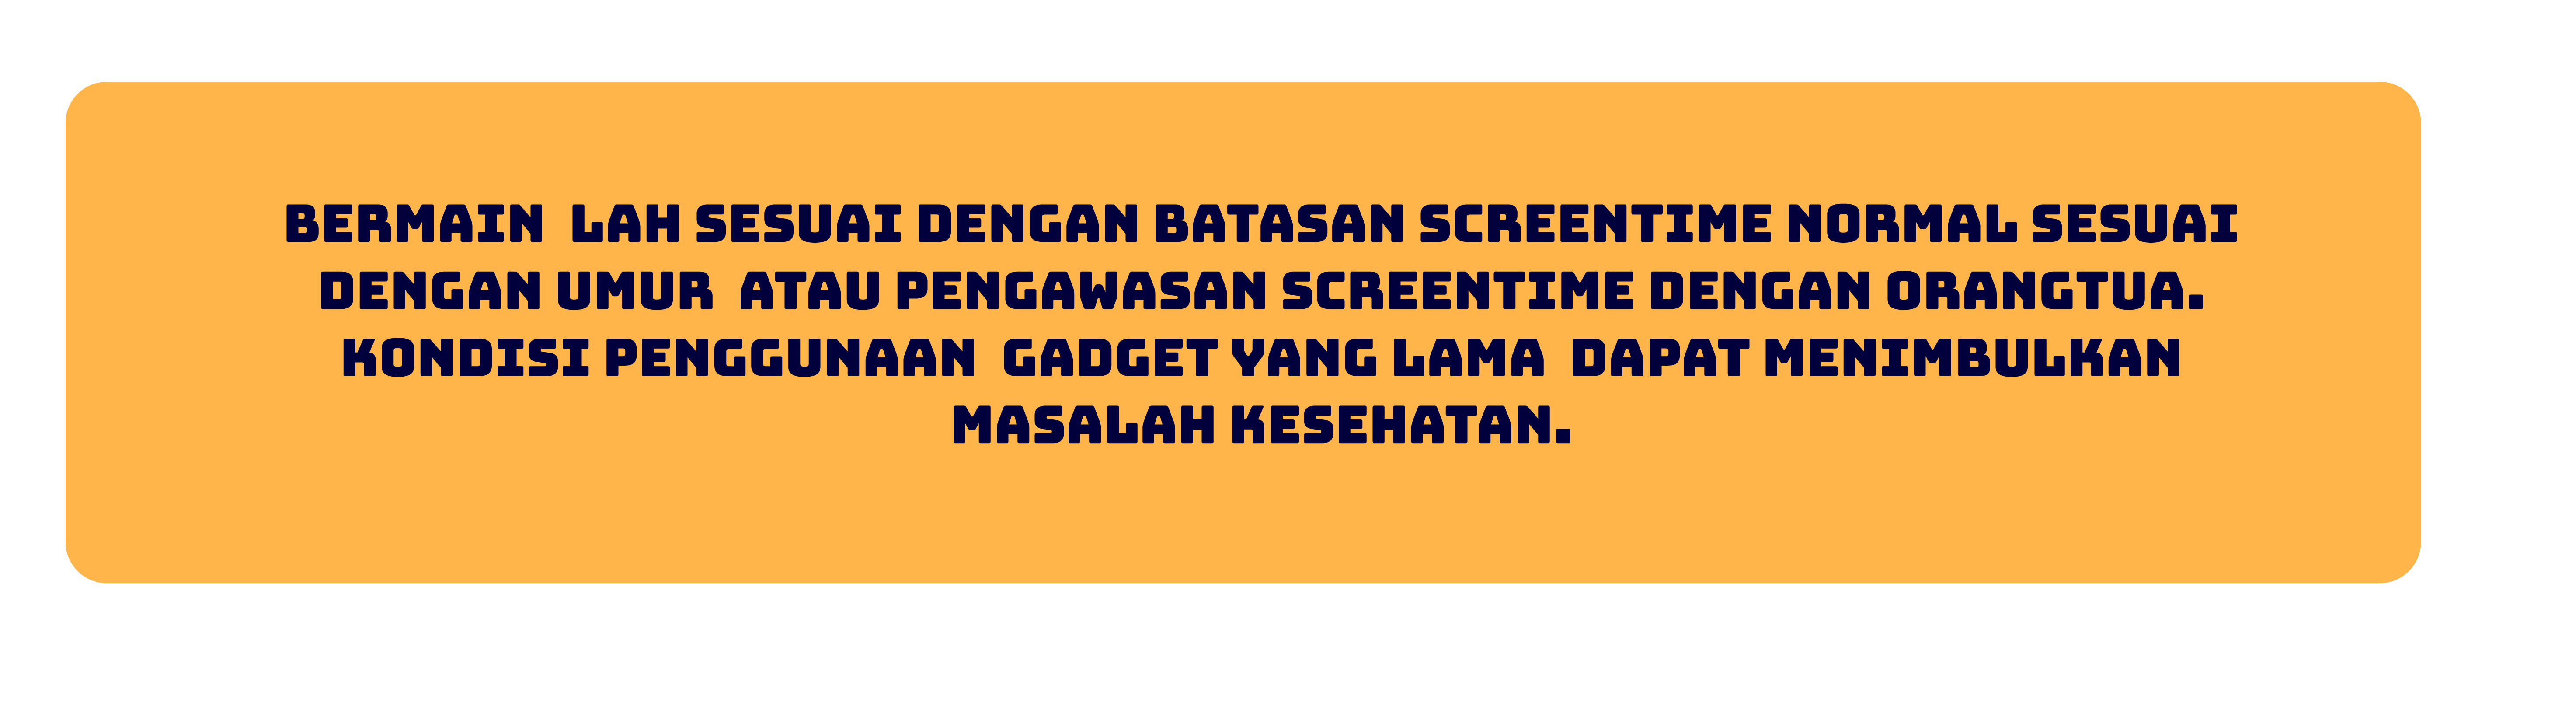 BERMAIN  LAH SESUAI DENGAN BATASAN SCREENTIME NORMAL SESUAI
DENGAN UMUR  ATAU PENGAWASAN SCREENTIME DENGAN ORANGTUA.
KONDISI PENGGUNAAN  GADGET YANG LAMA  DAPAT MENIMBULKAN
MASALAH KESEHATAN.